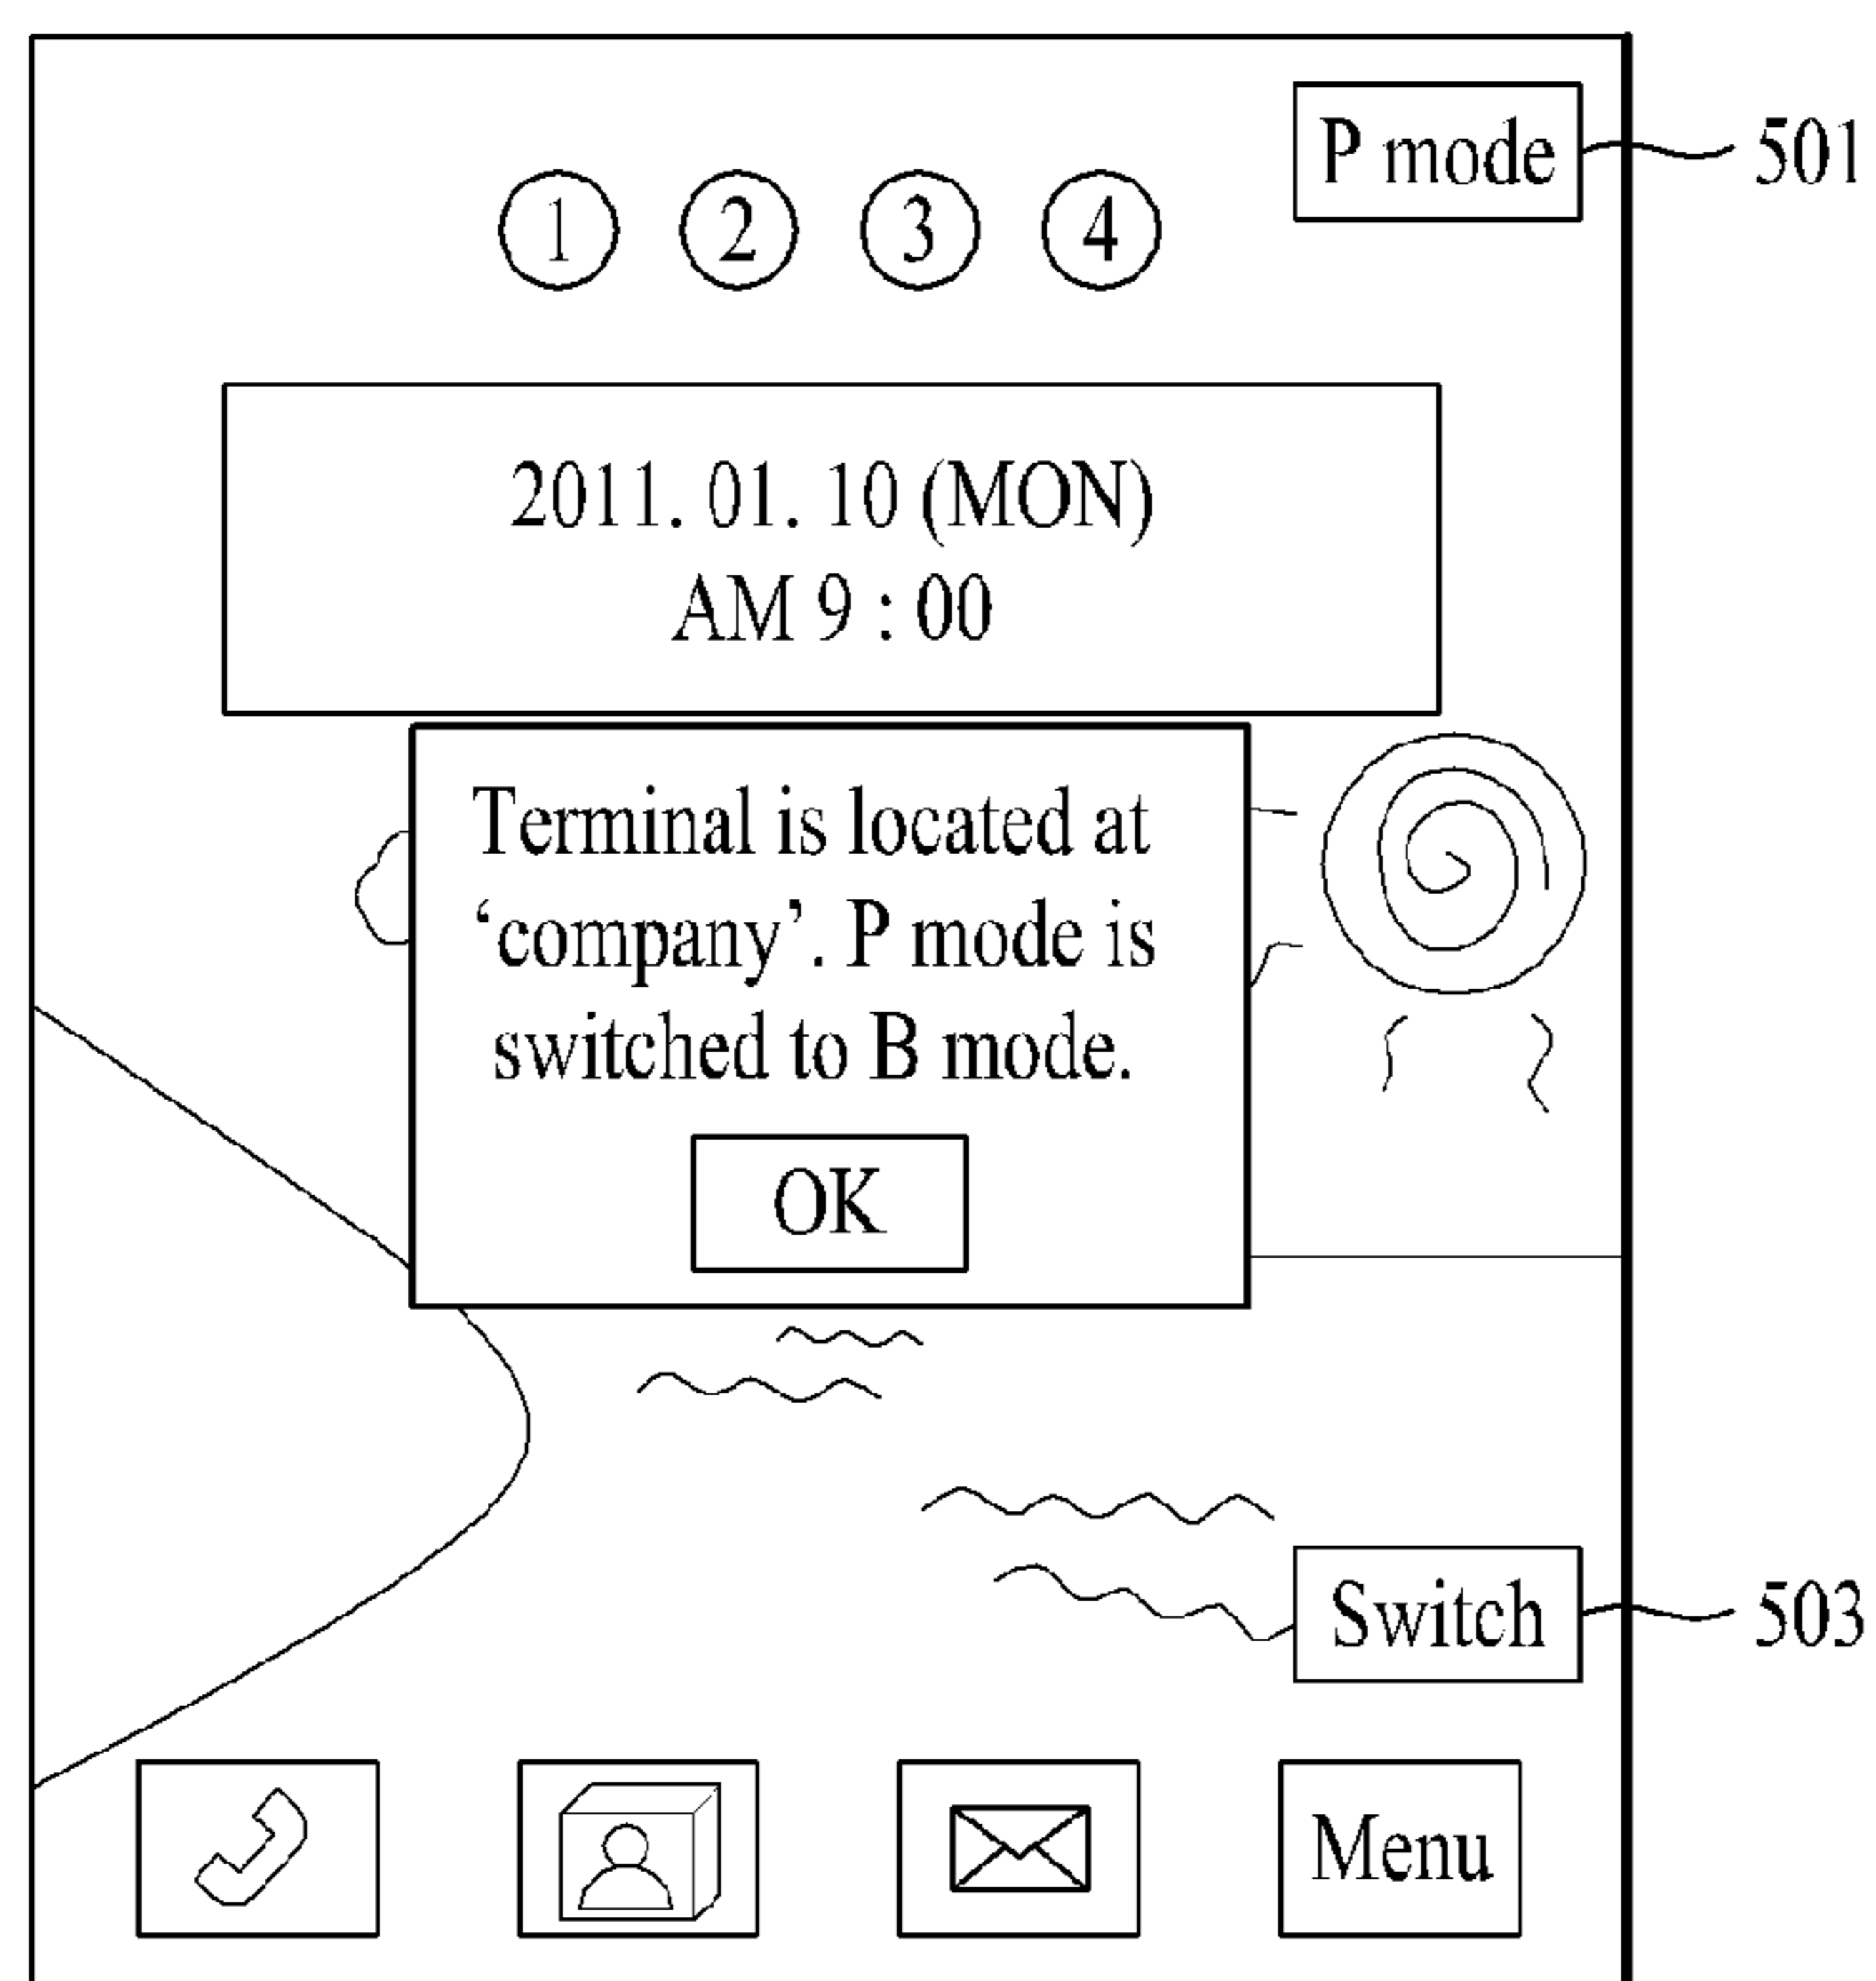 P mode
501
1 2 3 4
2011. 01. 10 (MON)
AM 9 : 00
Terminal is located at
‘company’. P mode is
switched to B mode.
OK
Switch
503
Menu